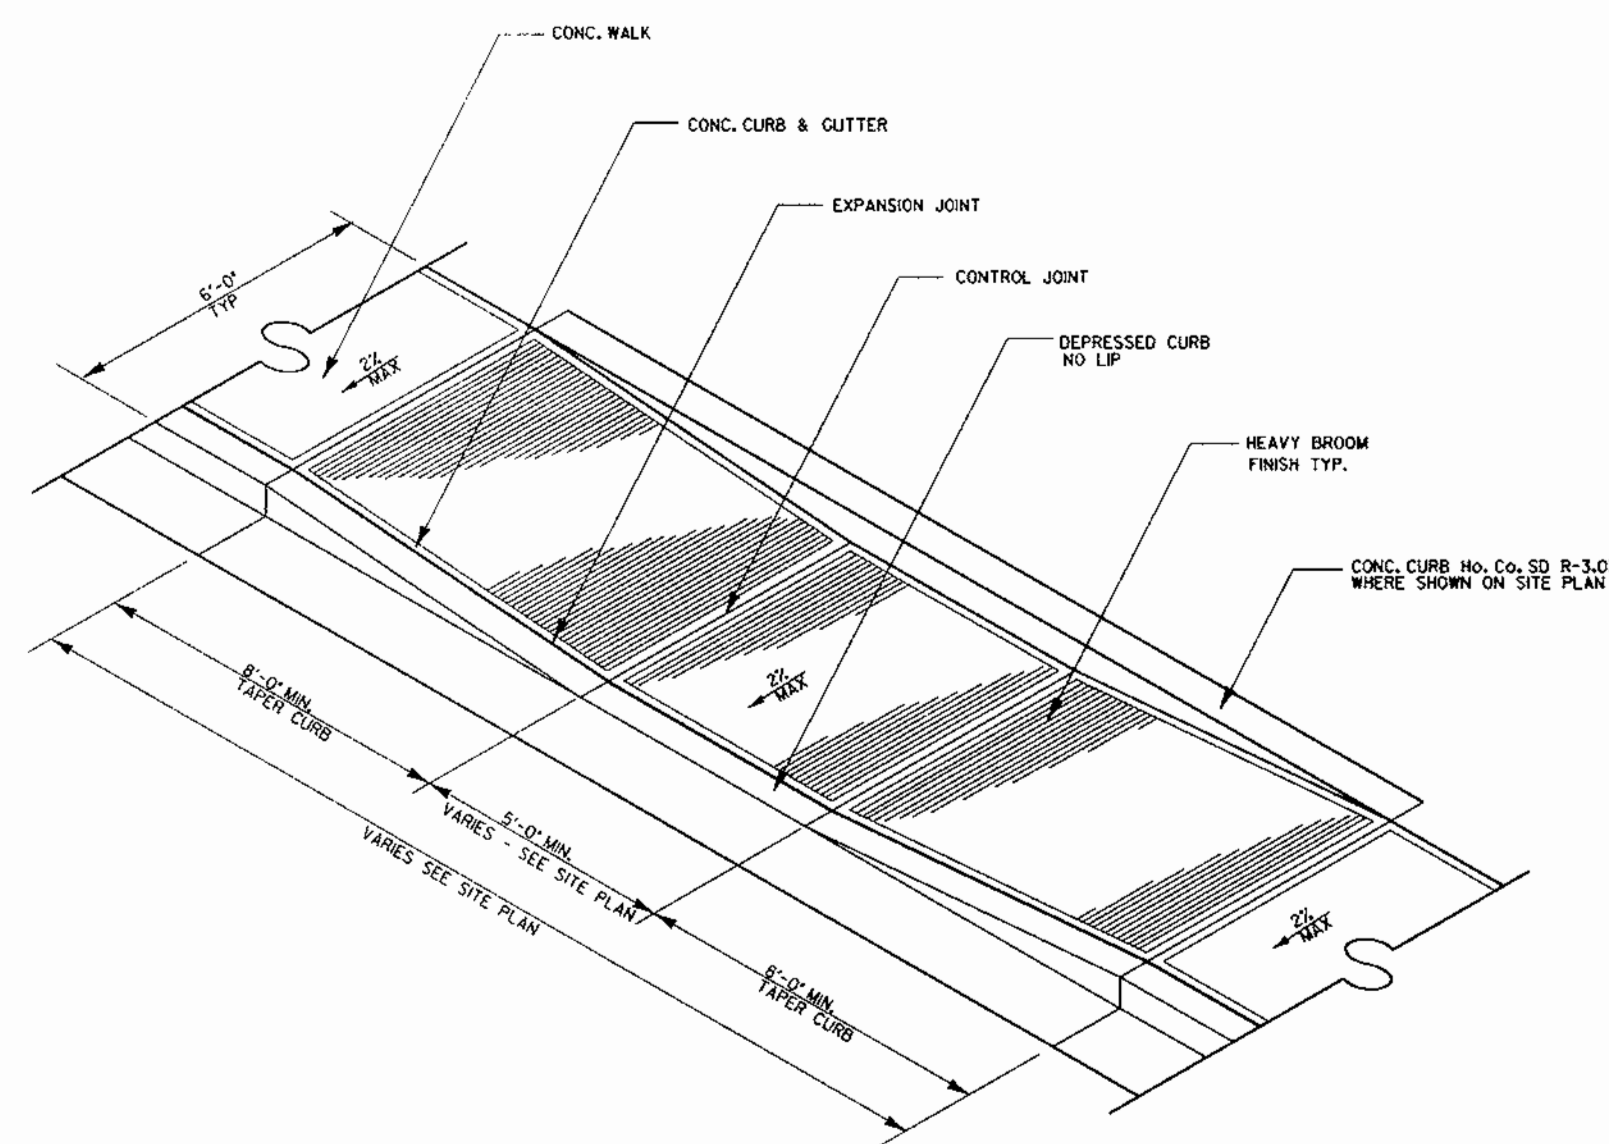 CONC. WALK
CONC. CURB & GUTTER
EXPANSION JOINT
CONTROL JOINT
DEPRESSED CURB
NO LIP
HEAVY BROOM
FINISH TYP.
CONC. CURB Ho. Co. SD R-3.0
WHERE SHOWN ON SITE PLAN
6'-0"
TYP
2%
MAX
2%
MAX
2%
MAX
8'-0" MIN.
TAPER CURB
5'-0" MIN.
VARIES - SEE SITE PLAN
VARIES SEE SITE PLAN
8'-0" MIN.
TAPER CURB